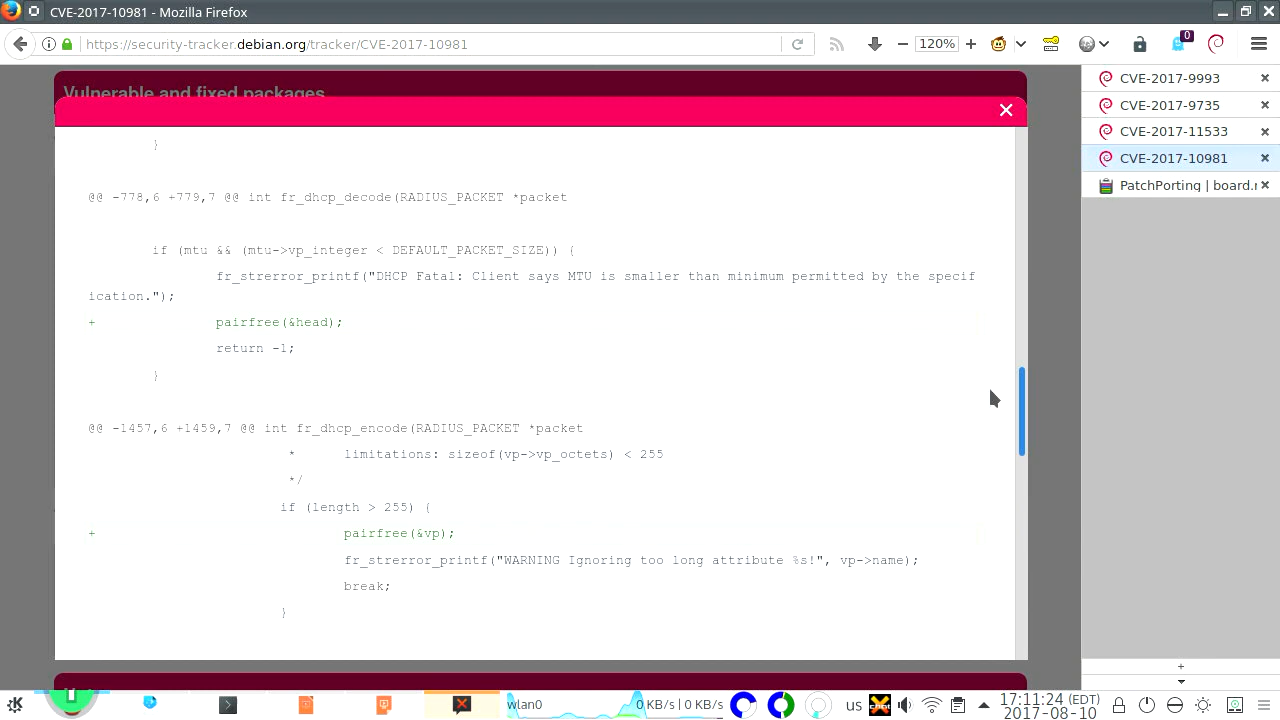 CVE-2017-10981 - Mozilla Firefox
https://security-tracker.debian.org/tracker/CVE-2017-10981
120%
0
Vulnerable and fixed packages
CVE-2017-9993
CVE-2017-9735
CVE-2017-11533
CVE-2017-10981
PatchPorting | board.r
}
@@ -778,6 +779,7 @@ int fr_dhcp_decode(RADIUS_PACKET *packet
if (mtu && (mtu->vp_integer < DEFAULT_PACKET_SIZE)) {
fr_strerror_printf("DHCP Fatal: Client says MTU is smaller than minimum permitted by the specif
ication.");
+ pairfree(&head);
return -1;
}
@@ -1457,6 +1459,7 @@ int fr_dhcp_encode(RADIUS_PACKET *packet
* limitations: sizeof(vp->vp_octets) < 255
*/
if (length > 255) {
+ pairfree(&vp);
fr_strerror_printf("WARNING Ignoring too long attribute %s!", vp->name);
break;
}
wlan0
0 KB/s | 0 KB/s
us
17:11:24 (EDT)
2017-08-10